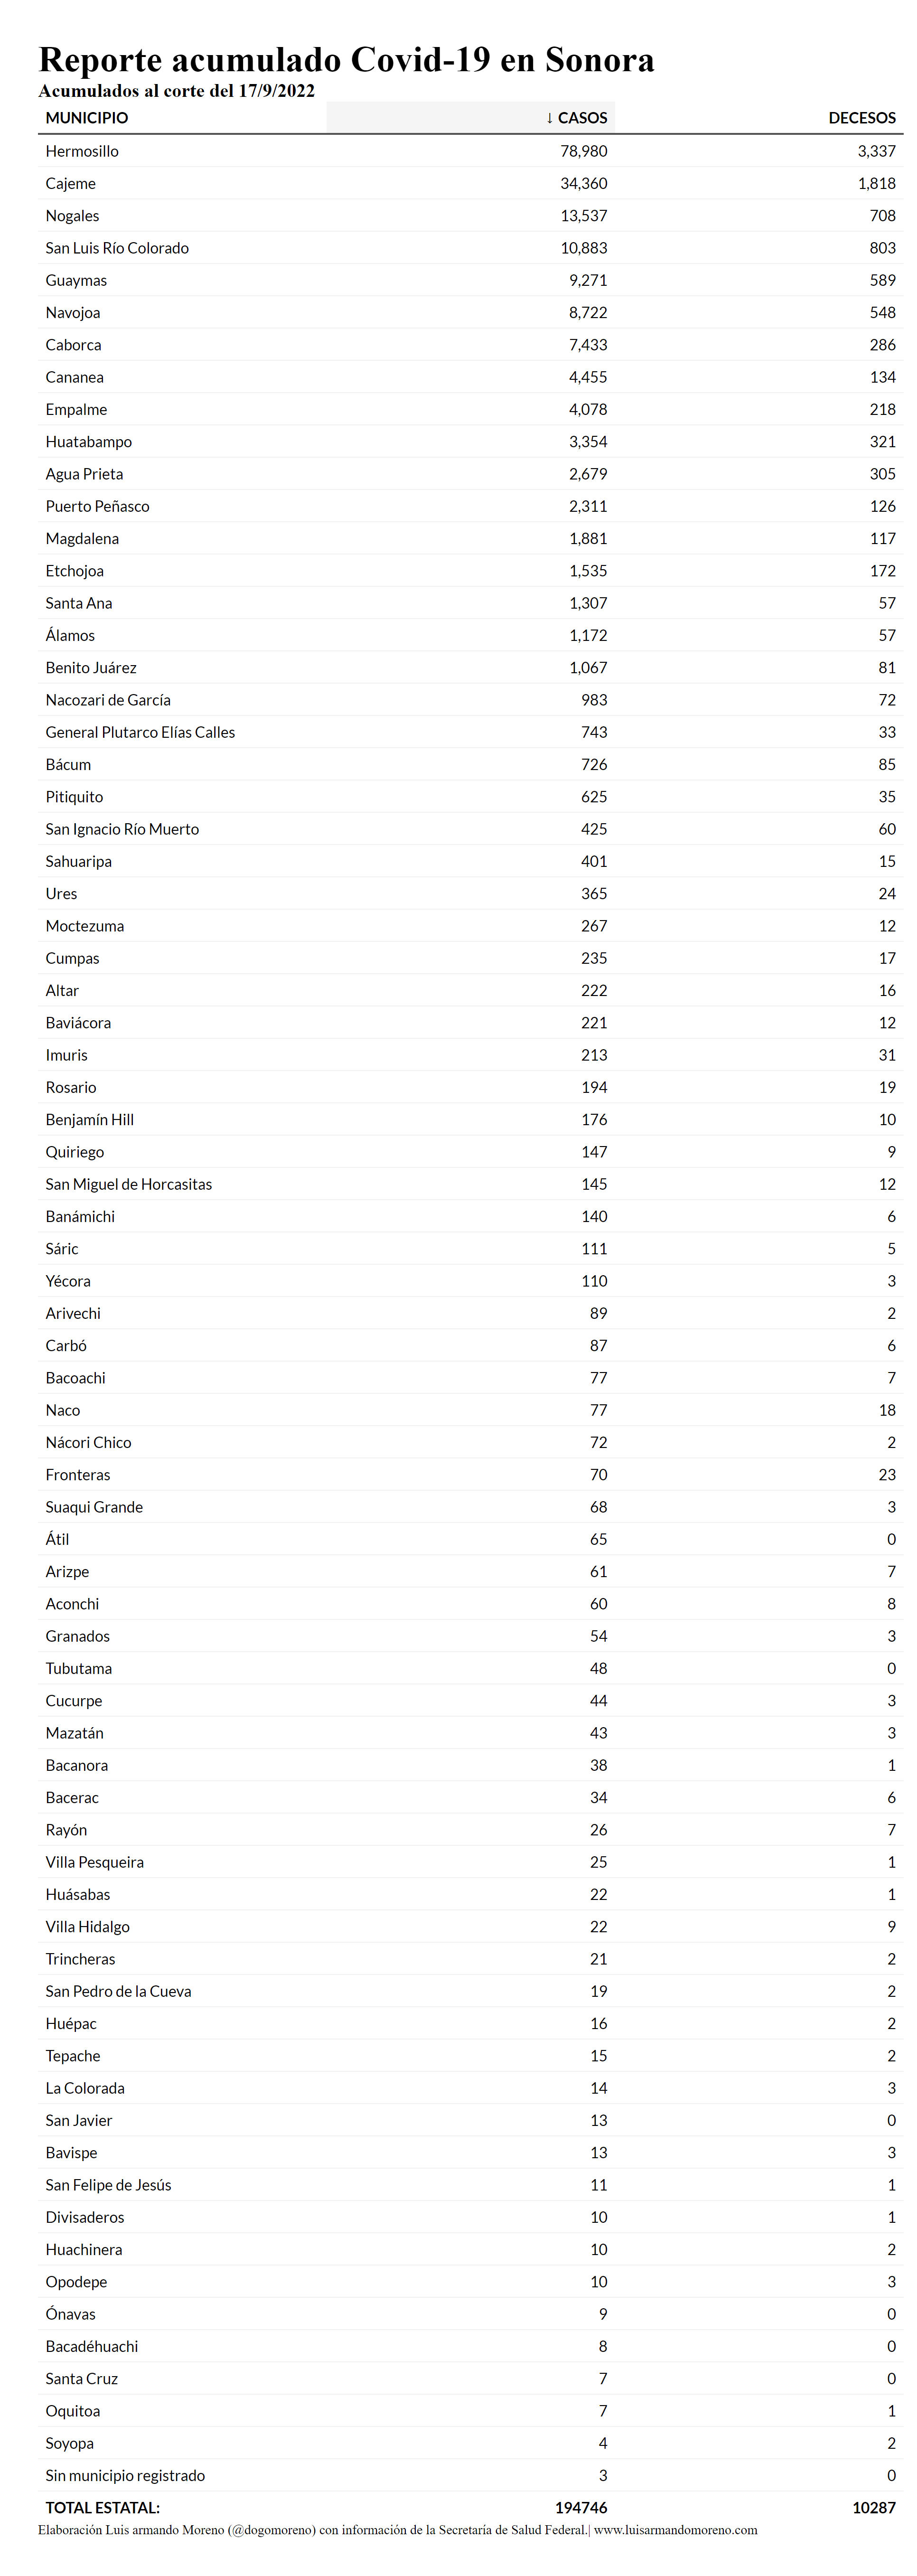 Reporte acumulado Covid-19 en Sonora
Acumulados al corte del 17/9/2022
MUNICIPIO ↓ CASOS DECESOS
Hermosillo 78,980 3,337
Cajeme 34,360 1,818
Nogales 13,537 708
San Luis Río Colorado 10,883 803
Guaymas 9,271 589
Navojoa 8,722 548
Caborca 7,433 286
Cananea 4,455 134
Empalme 4,078 218
Huatabampo 3,354 321
Agua Prieta 2,679 305
Puerto Peñasco 2,311 126
Magdalena 1,881 117
Etchojoa 1,535 172
Santa Ana 1,307 57
Álamos 1,172 57
Benito Juárez 1,067 81
Nacozari de García 983 72
General Plutarco Elías Calles 743 33
Bácum 726 85
Pitiquito 625 35
San Ignacio Río Muerto 425 60
Sahuaripa 401 15
Ures 365 24
Moctezuma 267 12
Cumpas 235 17
Altar 222 16
Baviácora 221 12
Imuris 213 31
Rosario 194 19
Benjamín Hill 176 10
Quiriego 147 9
San Miguel de Horcasitas 145 12
Banámichi 140 6
Sáric 111 5
Yécora 110 3
Arivechi 89 2
Carbó 87 6
Bacoachi 77 7
Naco 77 18
Nácori Chico 72 2
Fronteras 70 23
Suaqui Grande 68 3
Átil 65 0
Arizpe 61 7
Aconchi 60 8
Granados 54 3
Tubutama 48 0
Cucurpe 44 3
Mazatán 43 3
Bacanora 38 1
Bacerac 34 6
Rayón 26 7
Villa Pesqueira 25 1
Huásabas 22 1
Villa Hidalgo 22 9
Trincheras 21 2
San Pedro de la Cueva 19 2
Huépac 16 2
Tepache 15 2
La Colorada 14 3
San Javier 13 0
Bavispe 13 3
San Felipe de Jesús 11 1
Divisaderos 10 1
Huachinera 10 2
Opodepe 10 3
Ónavas 9 0
Bacadéhuachi 8 0
Santa Cruz 7 0
Oquitoa 7 1
Soyopa 4 2
Sin municipio registrado 3 0
TOTAL ESTATAL: 194746 10287
Elaboración Luis armando Moreno (@dogomoreno) con información de la Secretaría de Salud Federal.| www.luisarmandomoreno.com